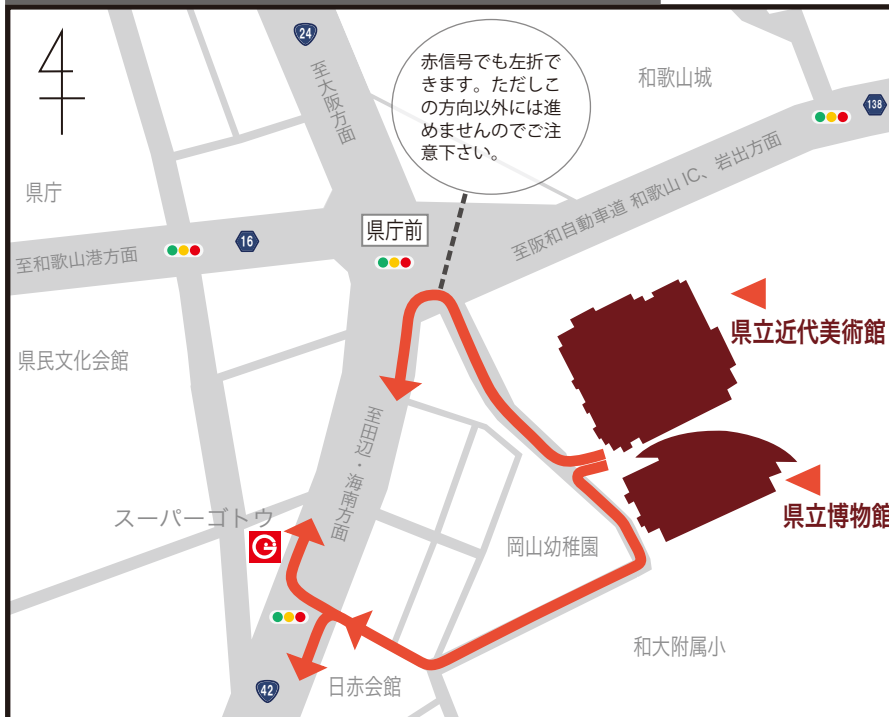 24
至大阪方面
赤信号でも左折で
きます。ただしこ
の方向以外には進
めませんのでご注
意下さい。
和歌山城
138
県庁
県庁前
至阪和自動車道 和歌山 IC、岩出方面
至和歌山港方面
16
県立近代美術館
県民文化会館
至田辺・海南方面
スーパーゴトウ
G
県立博物館
岡山幼稚園
和大附属小
42
日赤会館